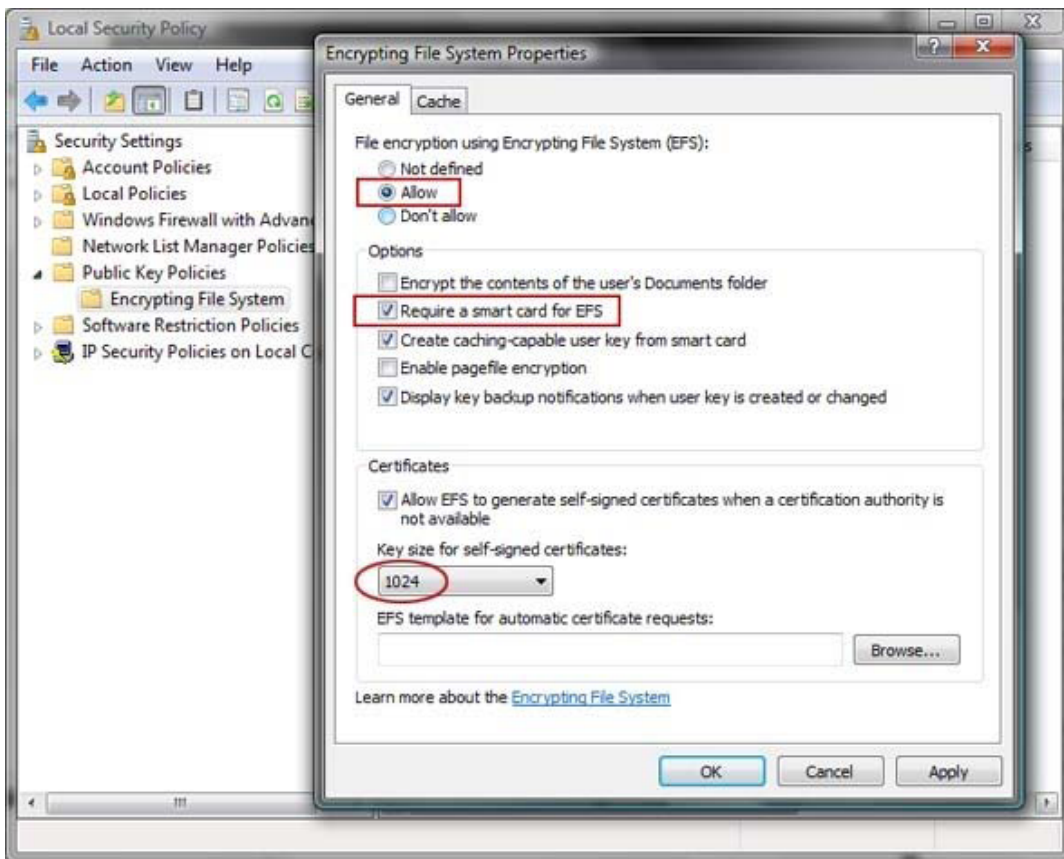 Local Security Policy
File Action View Help
Security Settings
Account Policies
Local Policies
Windows Firewall with Advan
Network List Manager Policies
Public Key Policies
Encrypting File System
Software Restriction Policies
IP Security Policies on Local C
Encrypting File System Properties
General Cache
File encryption using Encrypting File System (EFS):
Not defined
Allow
Don't allow
Options
Encrypt the contents of the user's Documents folder
Require a smart card for EFS
Create caching-capable user key from smart card
Enable pagefile encryption
Display key backup notifications when user key is created or changed
Certificates
Allow EFS to generate self-signed certificates when a certification authority is
not available
Key size for self-signed certificates:
1024
EFS template for automatic certificate requests:
Browse...
Learn more about the Encrypting File System
OK Cancel Apply